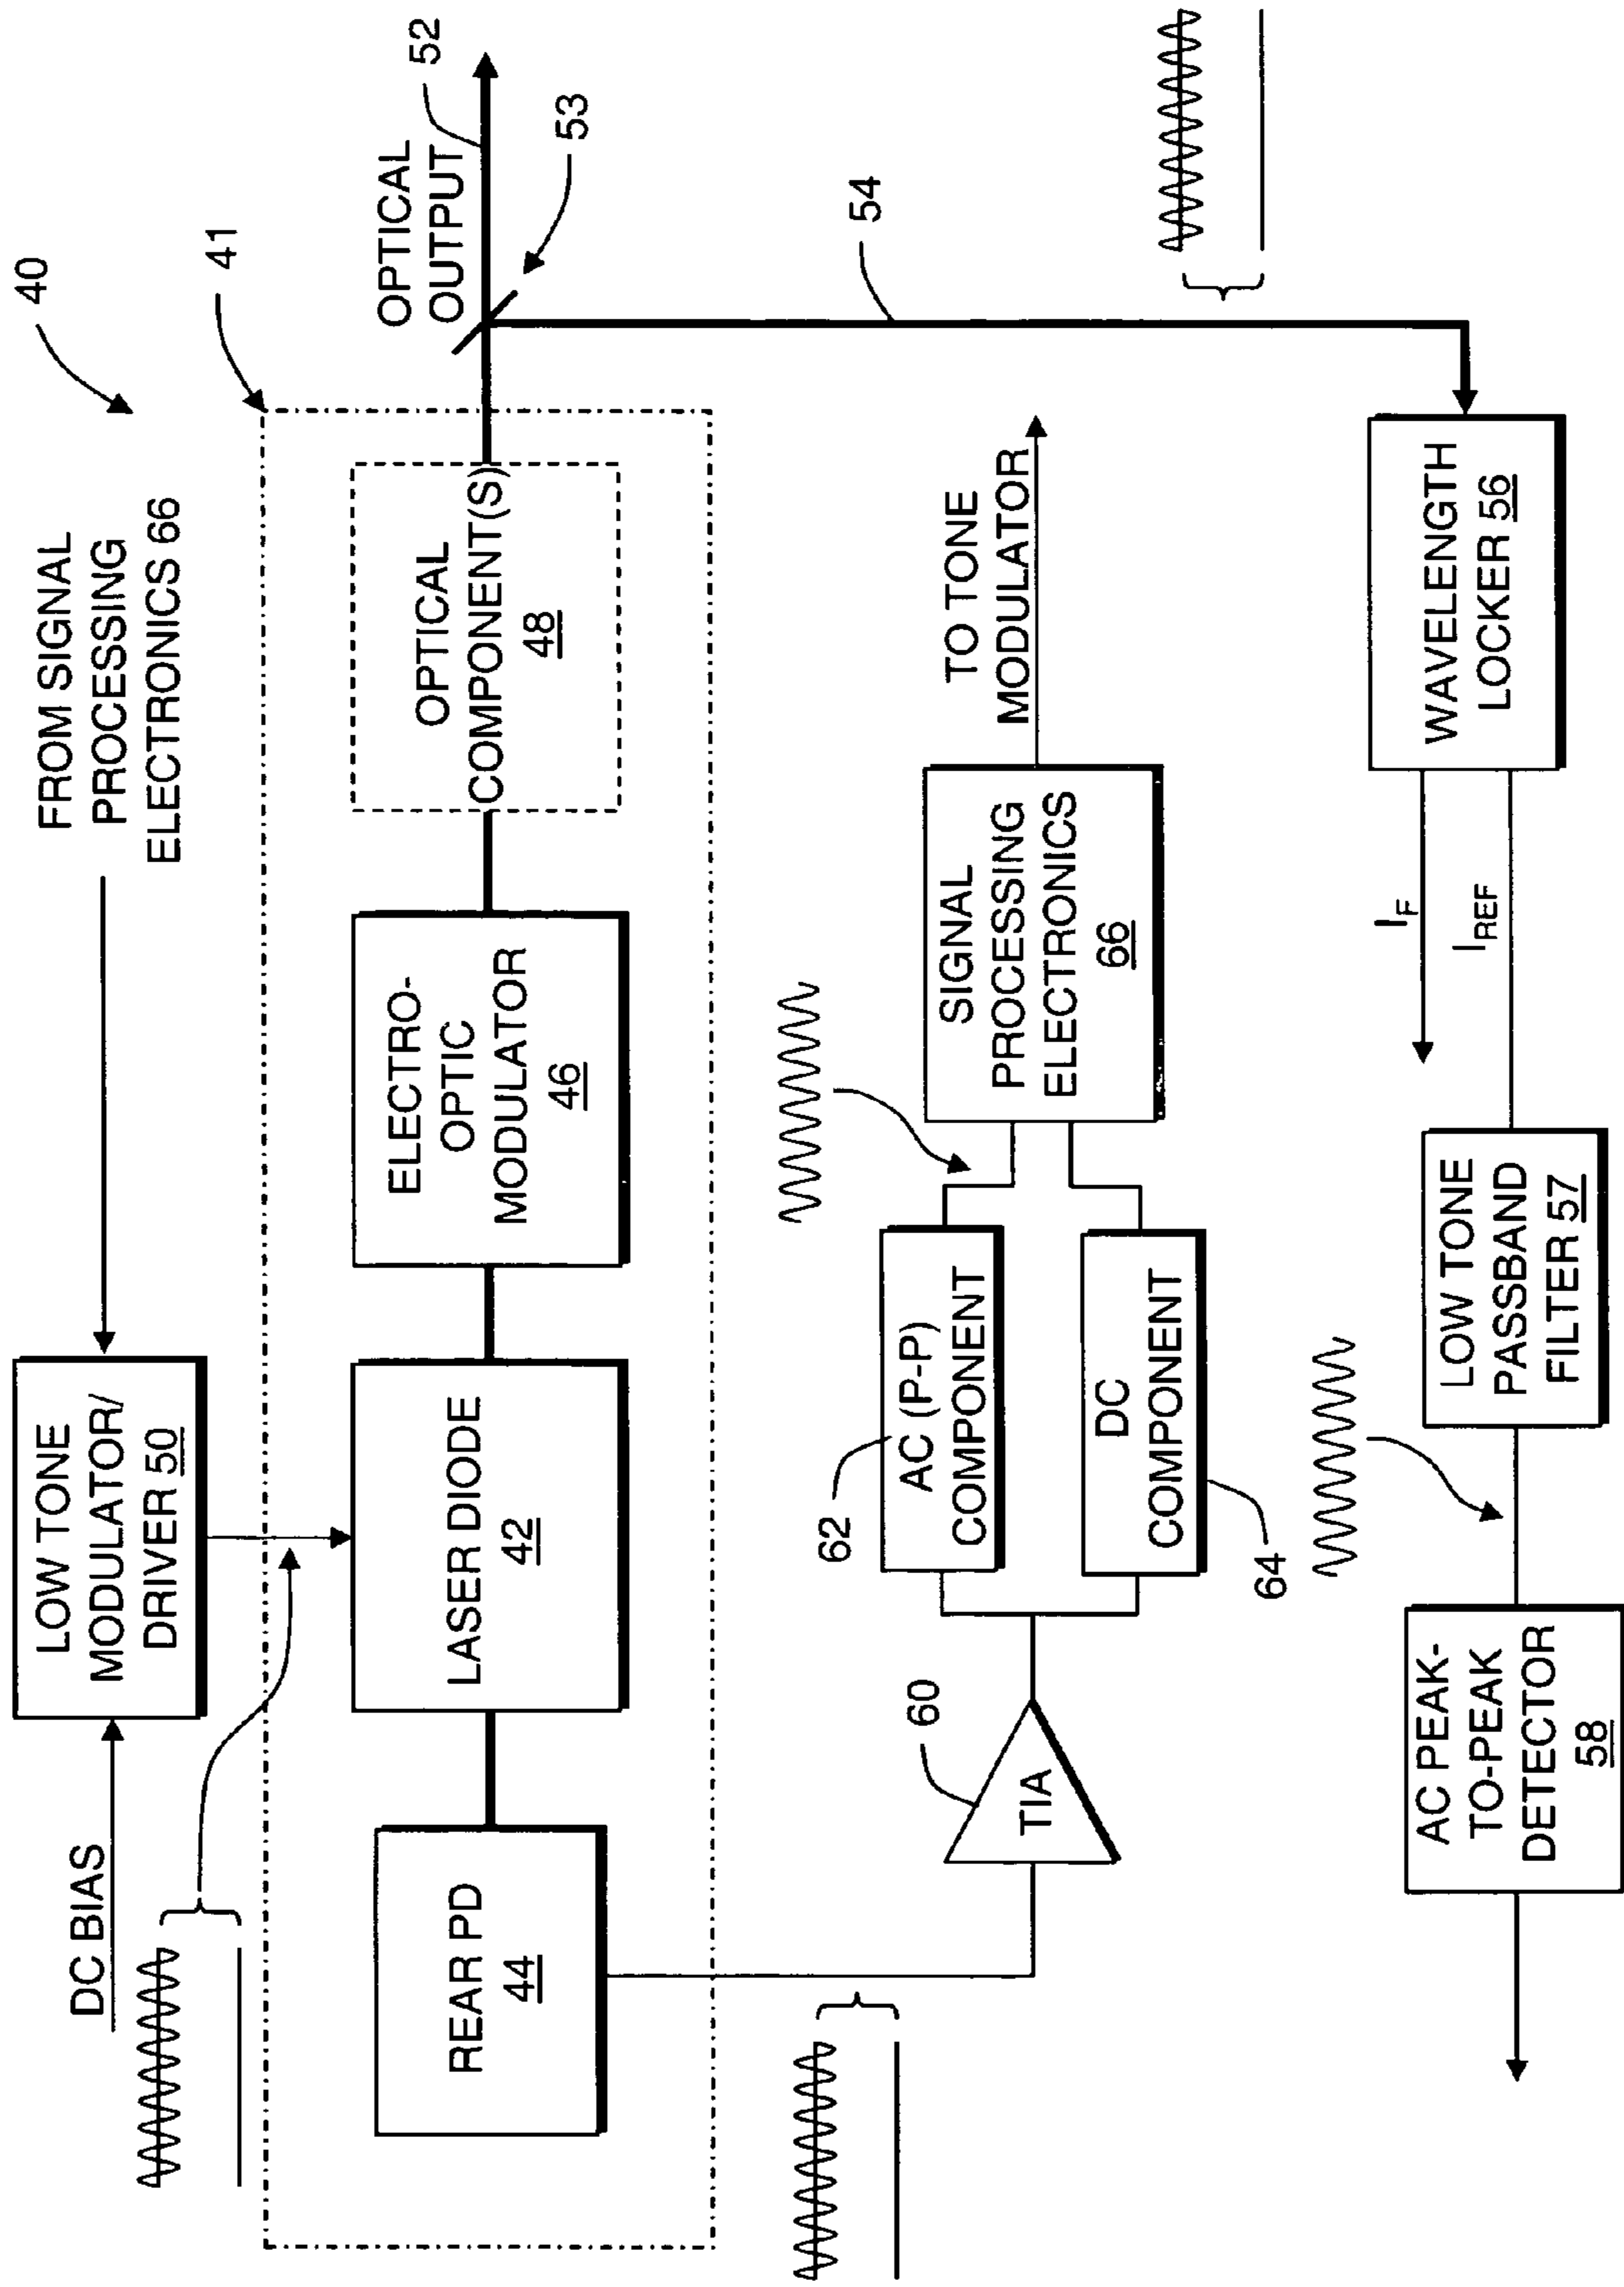 40
FROM SIGNAL
PROCESSING
ELECTRONICS 66
LOW TONE
MODULATOR/
DRIVER 50
DC BIAS
41
OPTICAL
OUTPUT
52
53
OPTICAL
COMPONENT(S)
48
ELECTRO-
OPTIC
MODULATOR
46
LASER DIODE
42
REAR PD
44
54
TO TONE
MODULATOR
SIGNAL
PROCESSING
ELECTRONICS
66
62
AC (P-P)
COMPONENT
DC
COMPONENT
64
60
TIA
WAVELENGTH
LOCKER 56
IF
IREF
LOW TONE
PASSBAND
FILTER 57
AC PEAK-
TO-PEAK
DETECTOR
58